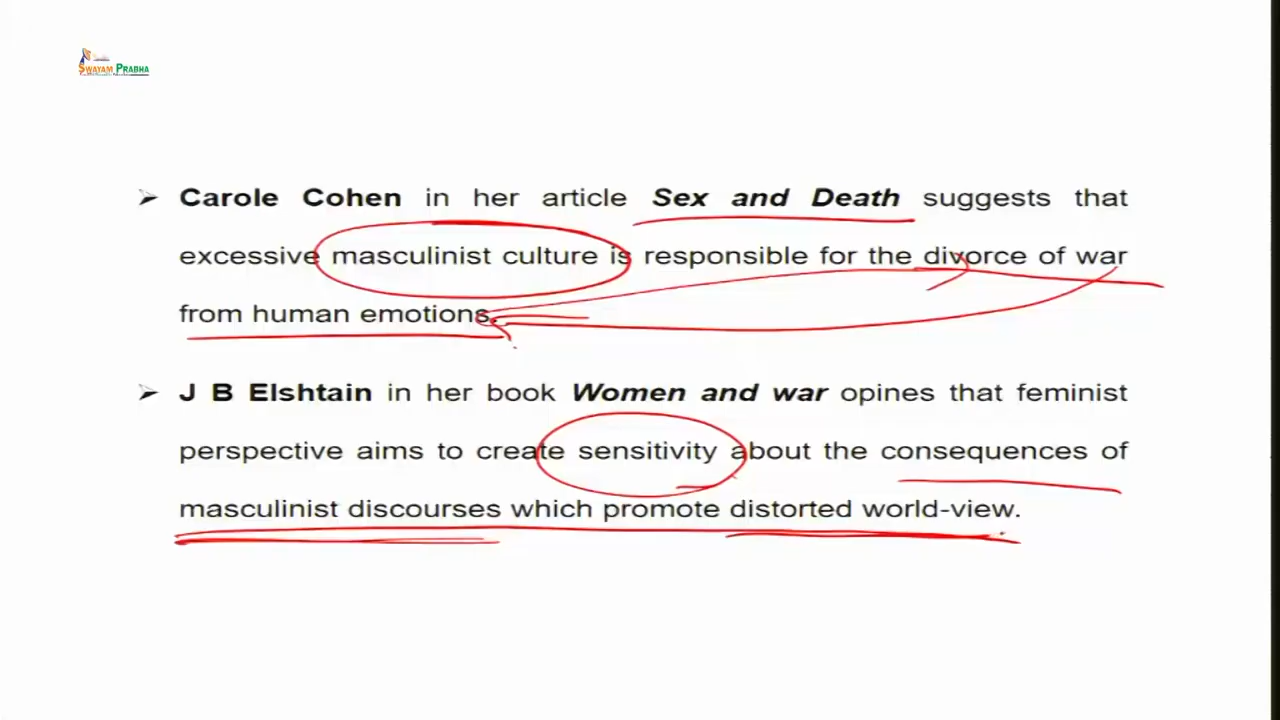 SWAYAM PRABHA
➢ Carole Cohen in her article Sex and Death suggests that
excessive masculinist culture is responsible for the divorce of war
from human emotions.
➢ J B Elshtain in her book Women and war opines that feminist
perspective aims to create sensitivity about the consequences of
masculinist discourses which promote distorted world-view.